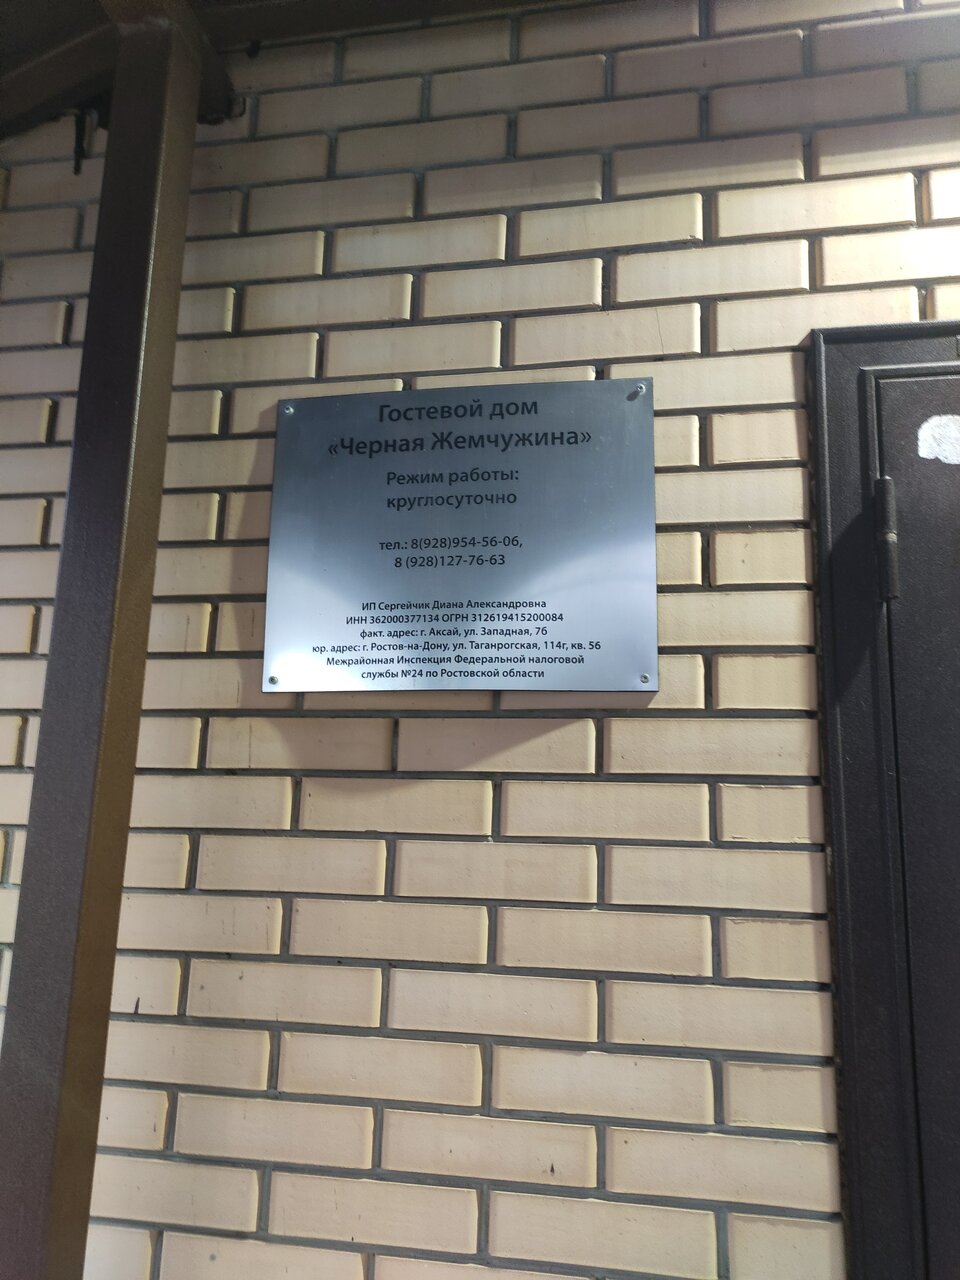 Гостевой дом
«Черная Жемчужина»
Режим работы:
круглосуточно
тел.: 8(928)954-56-06,
8 (928)127-76-63
ИП Сергейчик Диана Александровна
ИНН 362000377134 ОГРН 312619415200084
факт. адрес: г. Аксай, ул. Западная, 7б
юр. адрес: г. Ростов-на-Дону, ул. Таганрогская, 114г, кв. 56
Межрайонная Инспекция Федеральной налоговой
службы №24 по Ростовской области